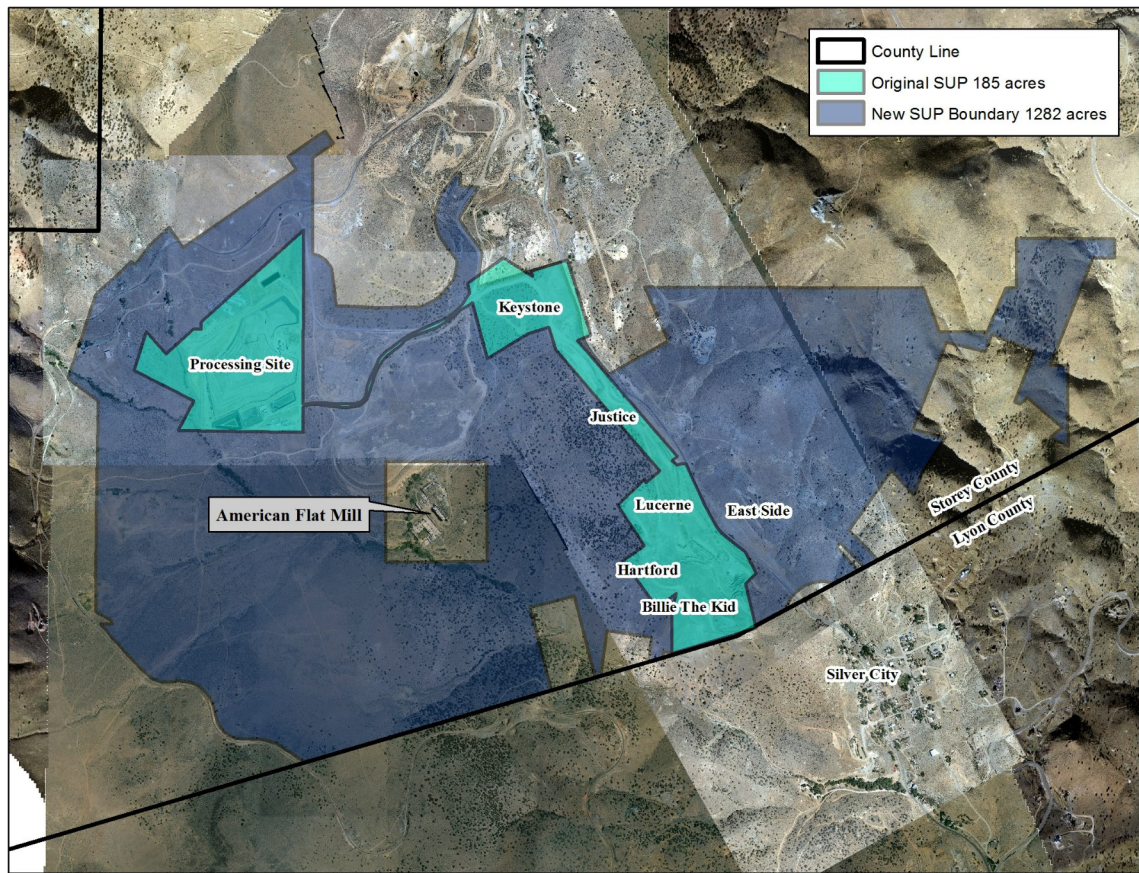 County Line
Original SUP 185 acres
New SUP Boundary 1282 acres
Keystone
Processing Site
Justice
Lucerne
East Side
American Flat Mill
Storey County
Lyon County
Hartford
Billie The Kid
Silver City